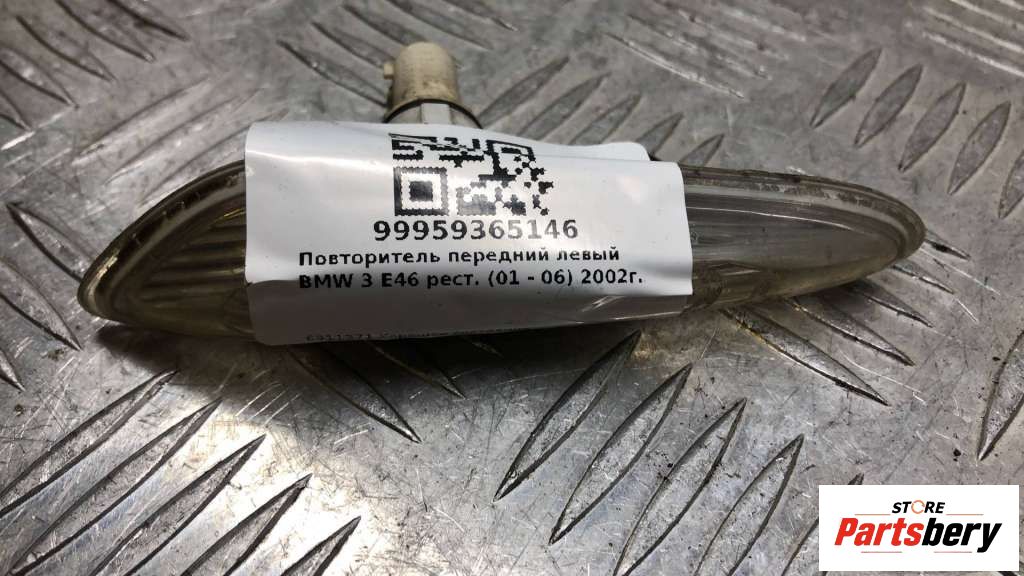 99959365146
Повторитель передний левый
BMW 3 E46 рест. (01 - 06) 2002г.
STORE
Partsbery